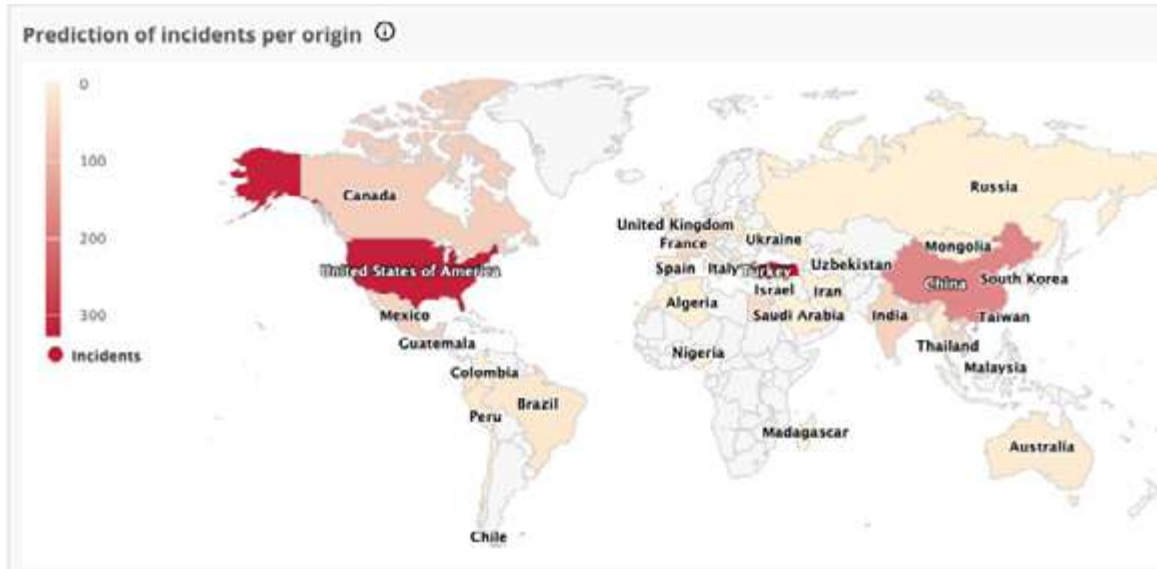 Prediction of incidents per origin
0
100
200
300
Incidents
Canada
Russia
United Kingdom
France
Ukraine
Mongolia
United States of America
Spain
Italy
Turkey
Uzbekistan
China
South Korea
Mexico
Algeria
Israel
Iran
Saudi Arabia
India
Taiwan
Guatemala
Nigeria
Thailand
Colombia
Malaysia
Peru
Brazil
Madagascar
Australia
Chile